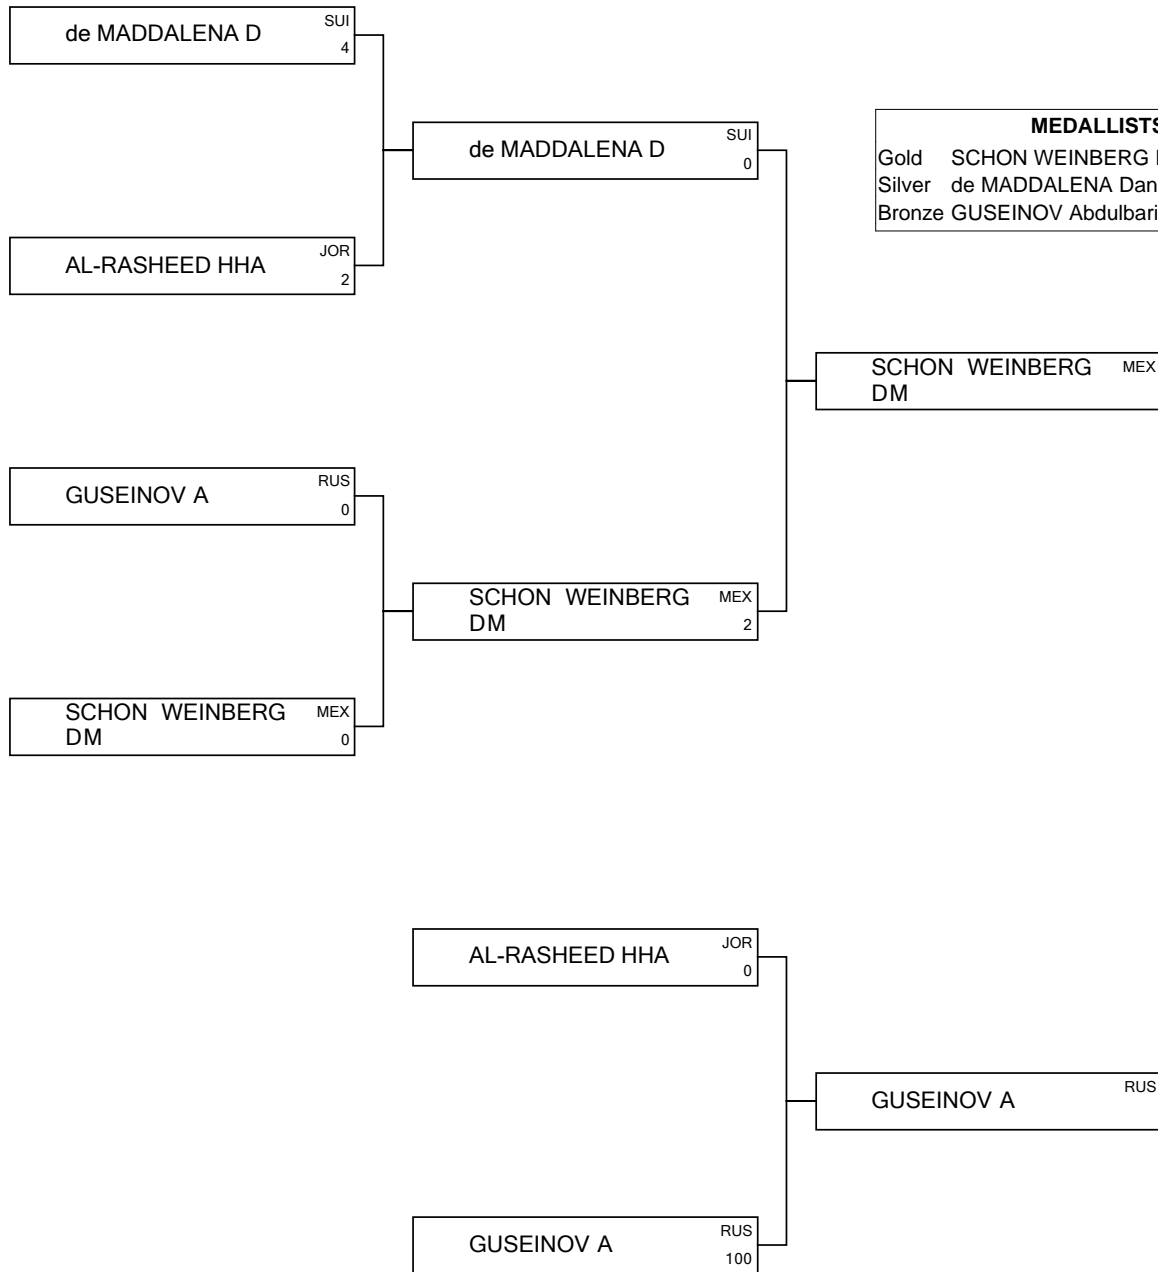 de MADDALENA D SUI
4
de MADDALENA D SUI
0
MEDALLISTS
Gold SCHON WEINBERG
Silver de MADDALENA Dan
Bronze GUSEINOV Abdulbari
AL-RASHEED HHA JOR
2
SCHON WEINBERG MEX
DM
GUSEINOV A RUS
0
SCHON WEINBERG MEX
DM 2
SCHON WEINBERG MEX
DM 0
AL-RASHEED HHA JOR
0
GUSEINOV A RUS
GUSEINOV A RUS
100